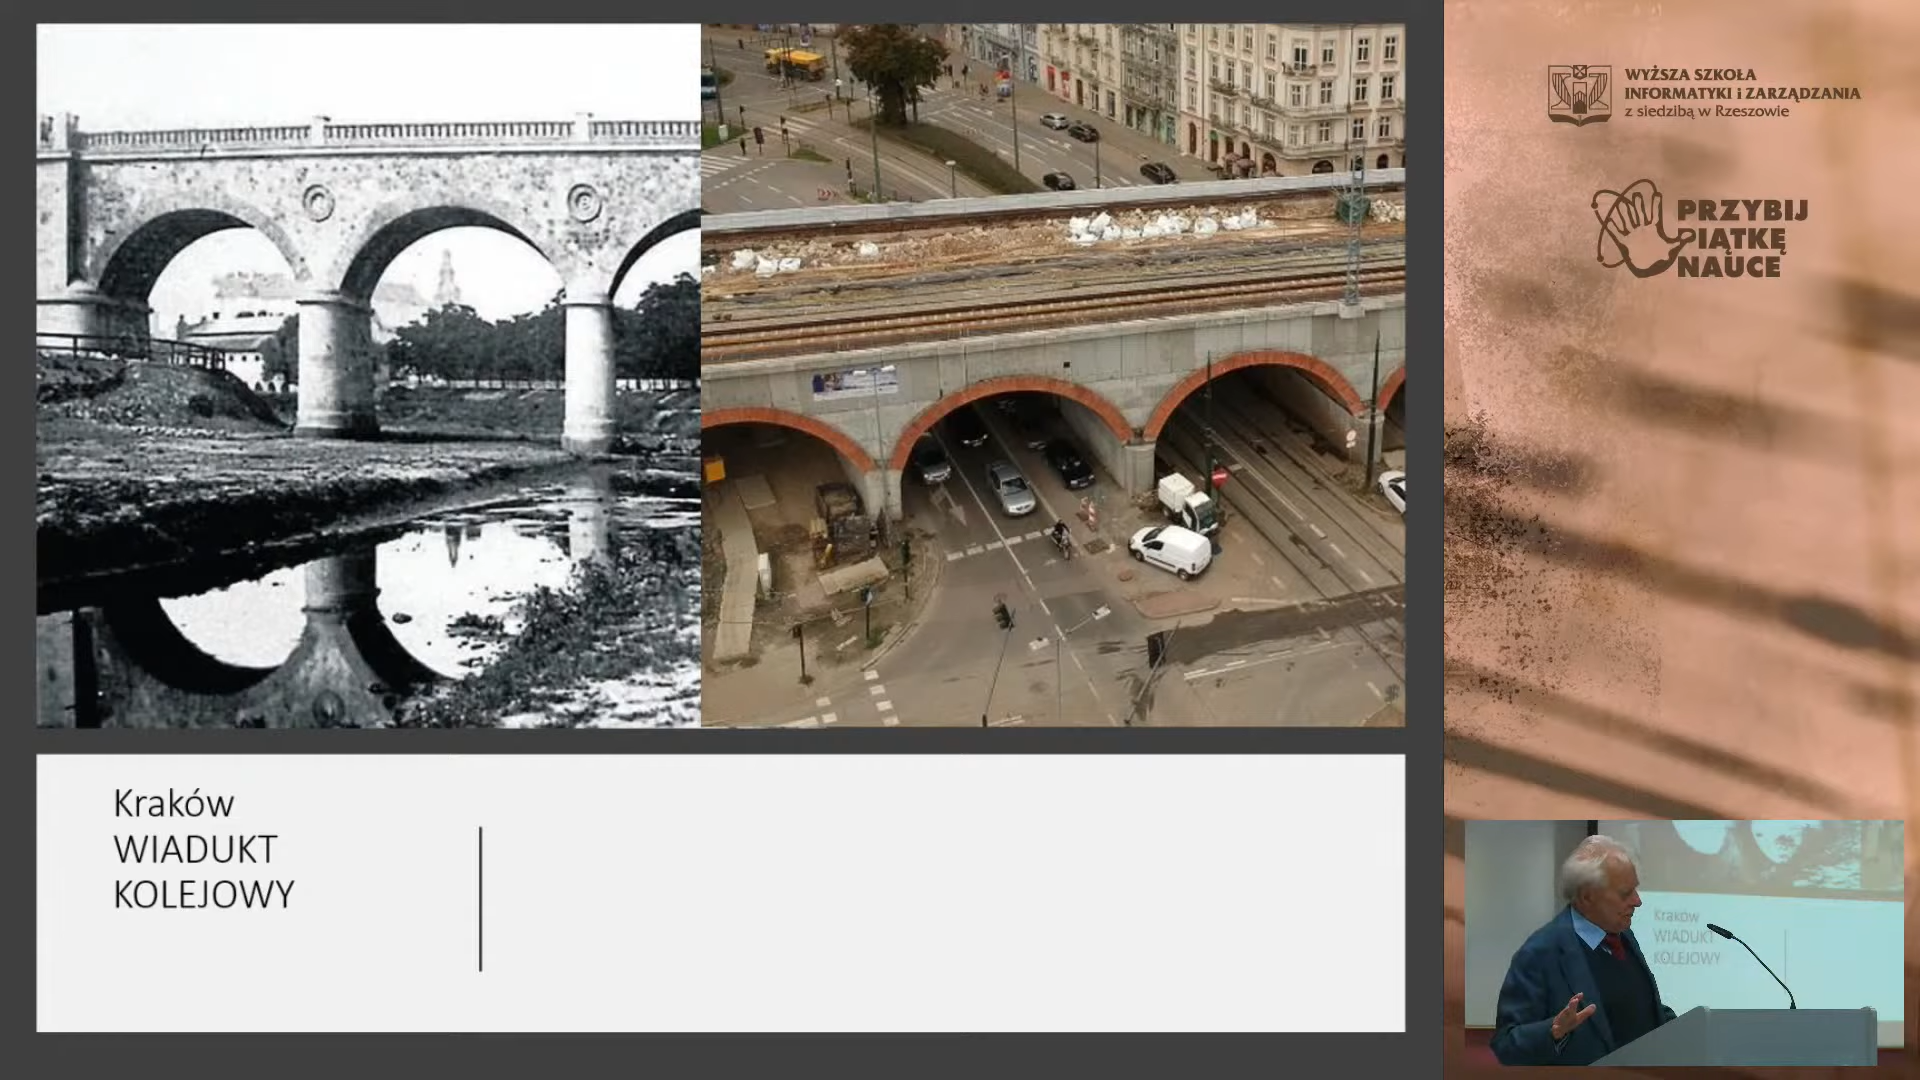 Kraków
WIADUKT
KOLEJOWY
WYŻSZA SZKOŁA
INFORMATYKI i ZARZĄDZANIA
z siedzibą w Rzeszowie
PRZYBIJ
PIĄTKĘ
NAUCE
Kraków
WIADUKT
KOLEJOWY